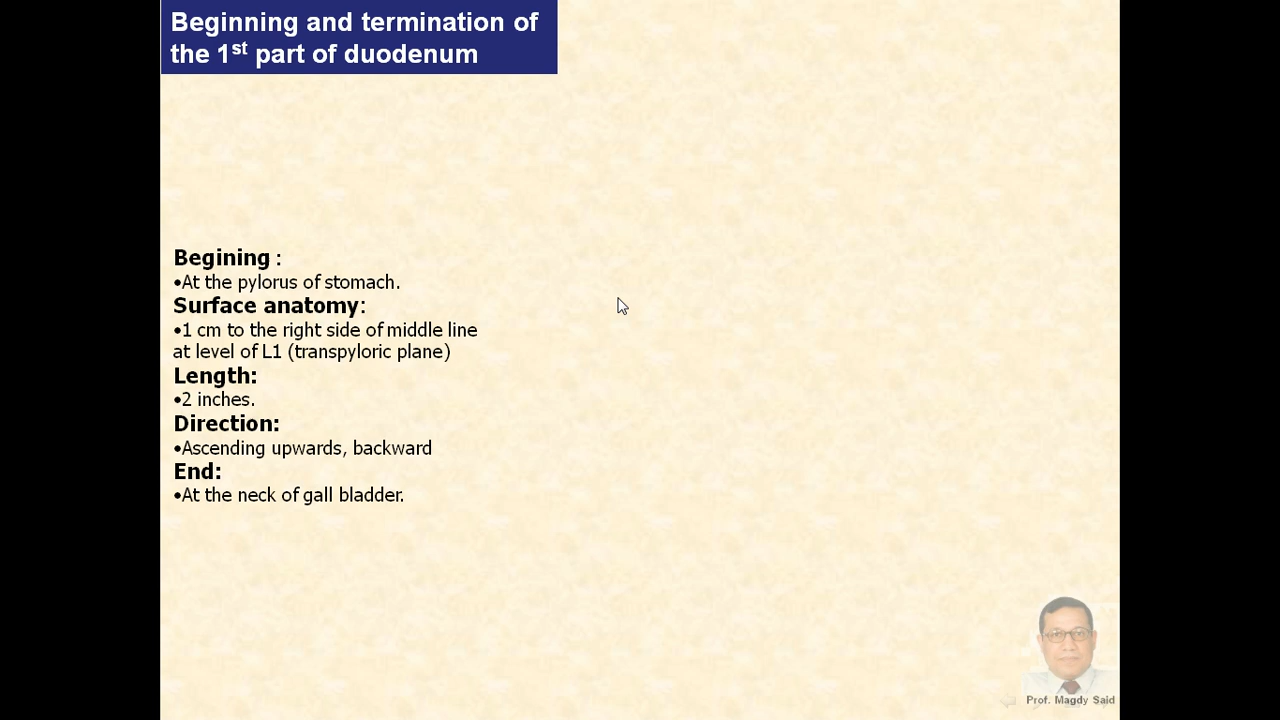 Beginning and termination of
the 1st part of duodenum
Begining :
•At the pylorus of stomach.
Surface anatomy:
•1 cm to the right side of middle line
at level of L1 (transpyloric plane)
Length:
•2 inches.
Direction:
•Ascending upwards, backward
End:
•At the neck of gall bladder.
Prof. Magdy Said